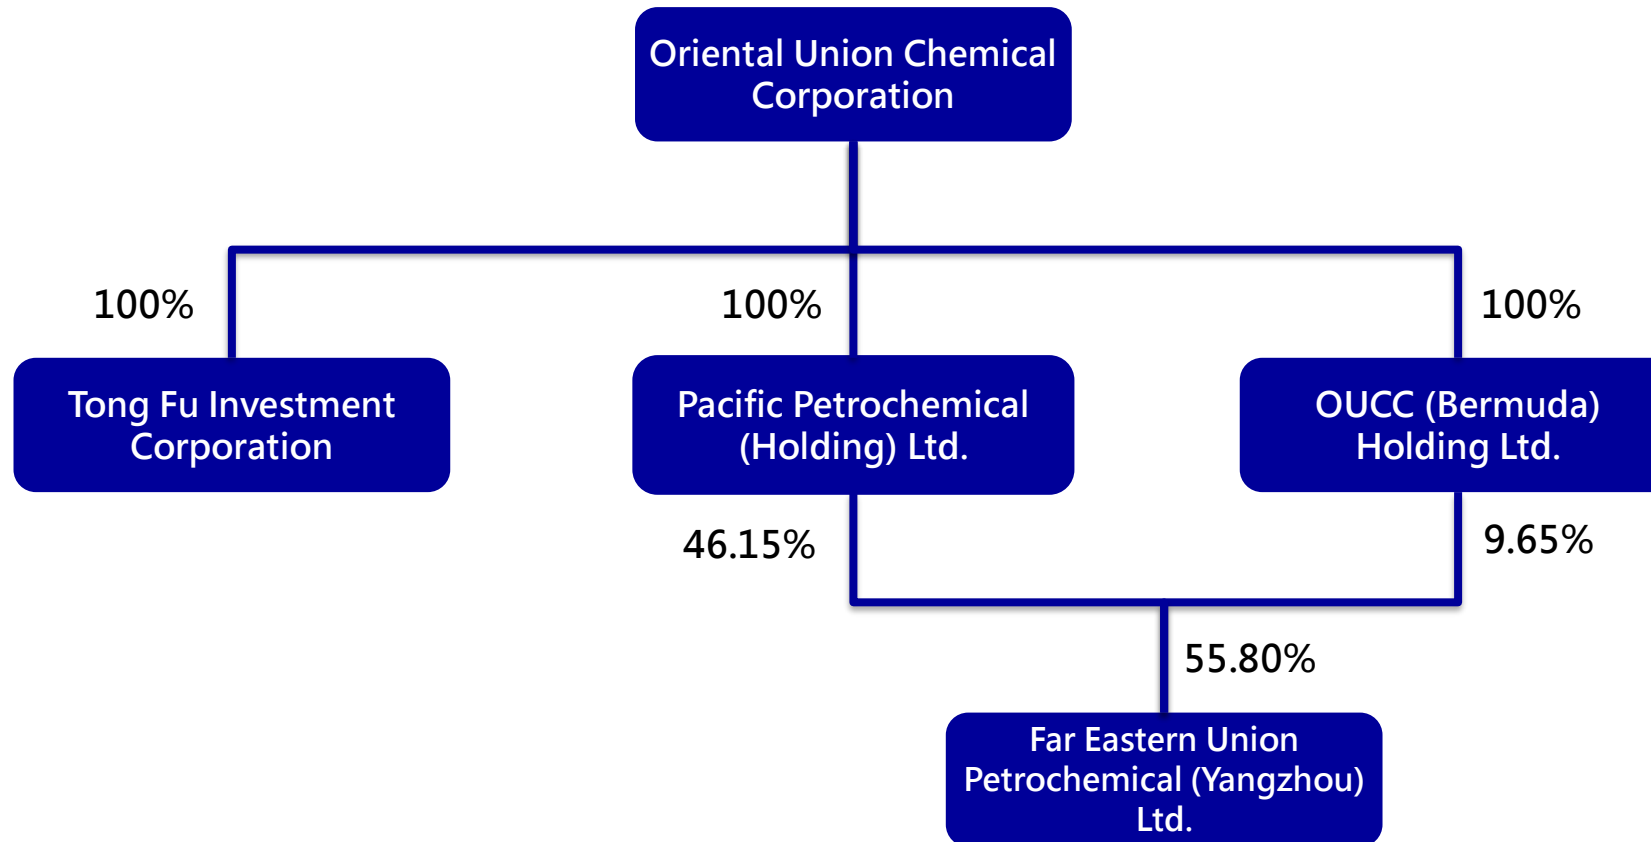 Oriental Union Chemical
Corporation
100%
100%
100%
Tong Fu Investment
Corporation
Pacific Petrochemical
(Holding) Ltd.
OUCC (Bermuda)
Holding Ltd.
46.15%
9.65%
55.80%
Far Eastern Union
Petrochemical (Yangzhou)
Ltd.